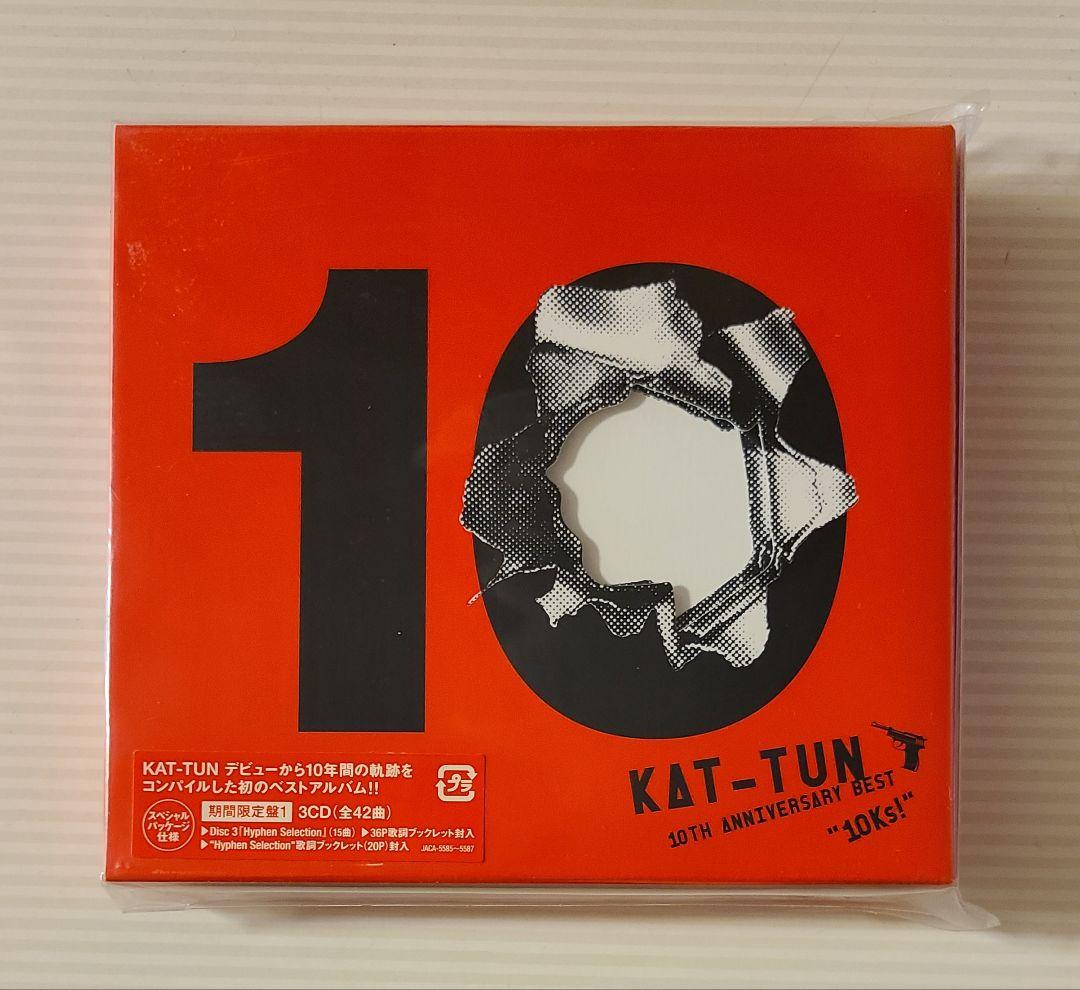 10
KAT-TUN デビューから10年間の軌跡を
コンパイルした初のベストアルバム!!
プラ
スペシャル
パッケージ
仕様
期間限定盤1 3CD(全42曲)
▶Disc 3「Hyphen Selection」(15曲) ▶36P歌詞ブックレット封入
▶"Hyphen Selection"歌詞ブックレット(20P)封入 JACA-5585〜5587
KAT-TUN
10TH ANNIVERSARY BEST
"10Ks!"